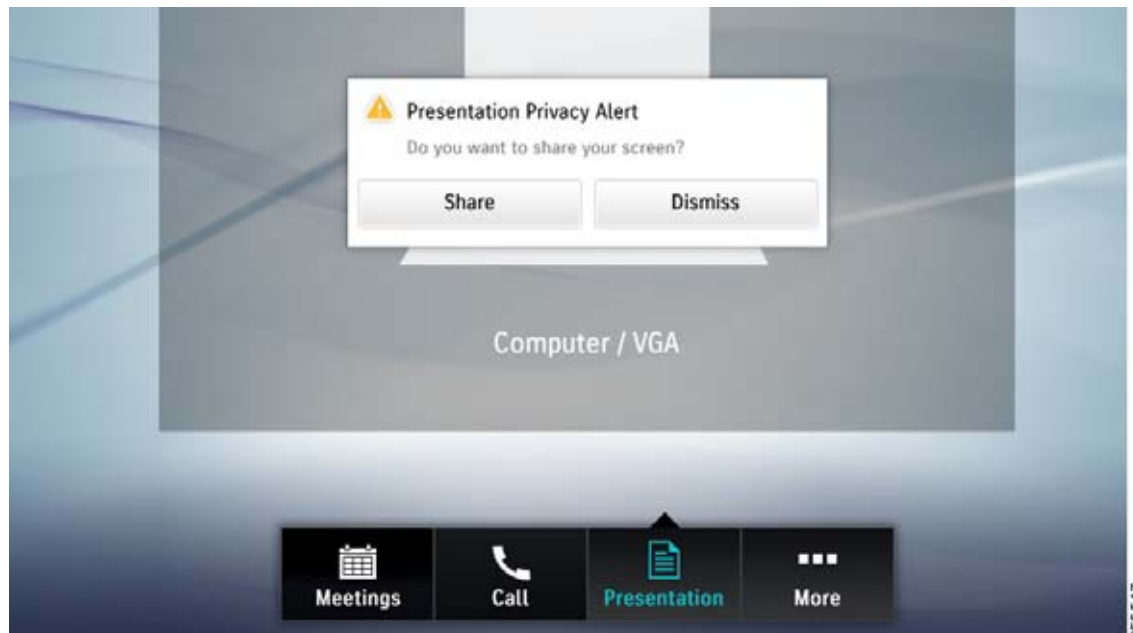 Presentation Privacy Alert
Do you want to share your screen?
Share Dismiss
Computer / VGA
Meetings Call Presentation More